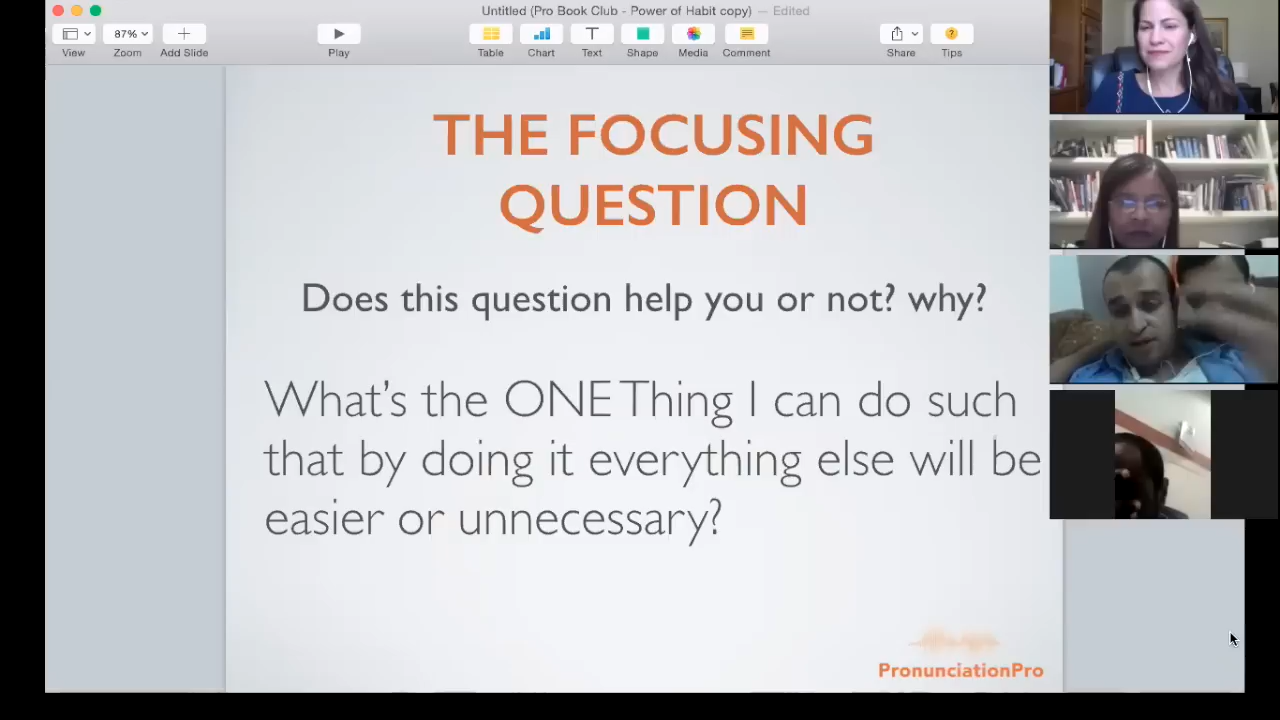 Untitled (Pro Book Club - Power of Habit copy) — Edited
87%
View Zoom Add Slide Play Table Chart Text Shape Media Comment Share Tips
THE FOCUSING
QUESTION
Does this question help you or not? why?
What's the ONE Thing I can do such
that by doing it everything else will be
easier or unnecessary?
PronunciationPro